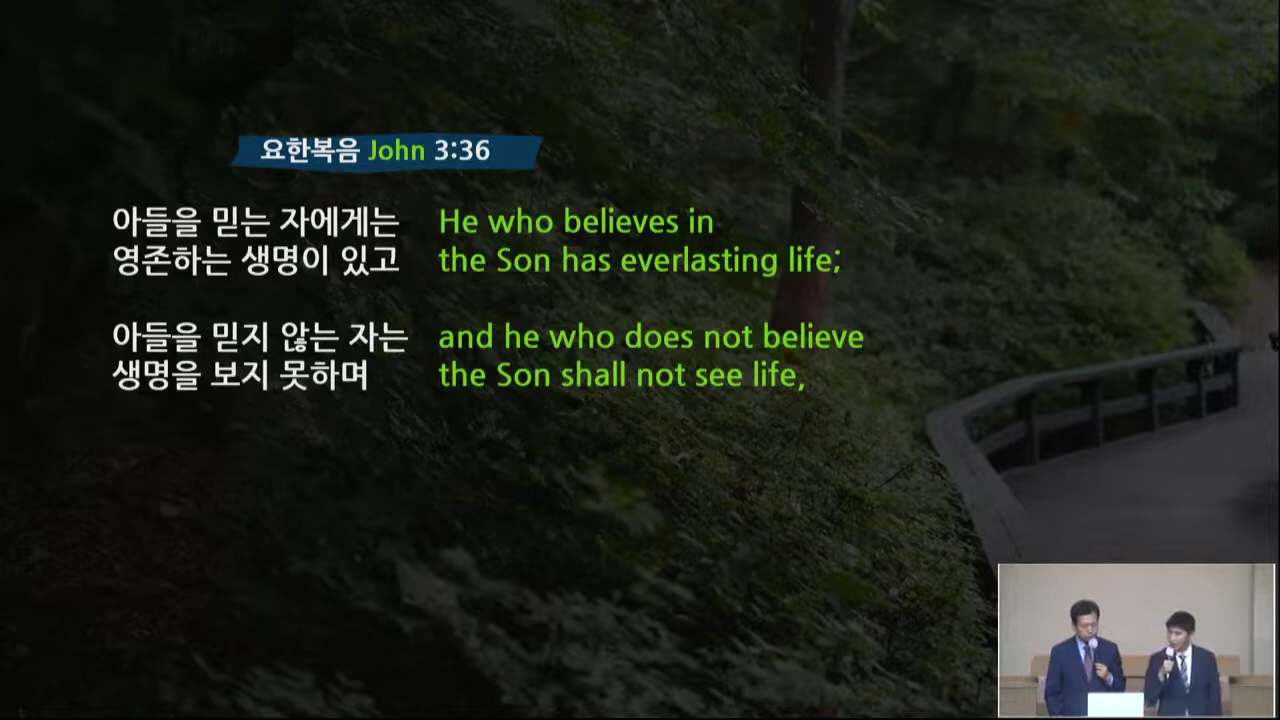 요한복음 John 3:36
아들을 믿는 자에게는
영존하는 생명이 있고
He who believes in
the Son has everlasting life;
아들을 믿지 않는 자는
생명을 보지 못하며
and he who does not believe
the Son shall not see life,